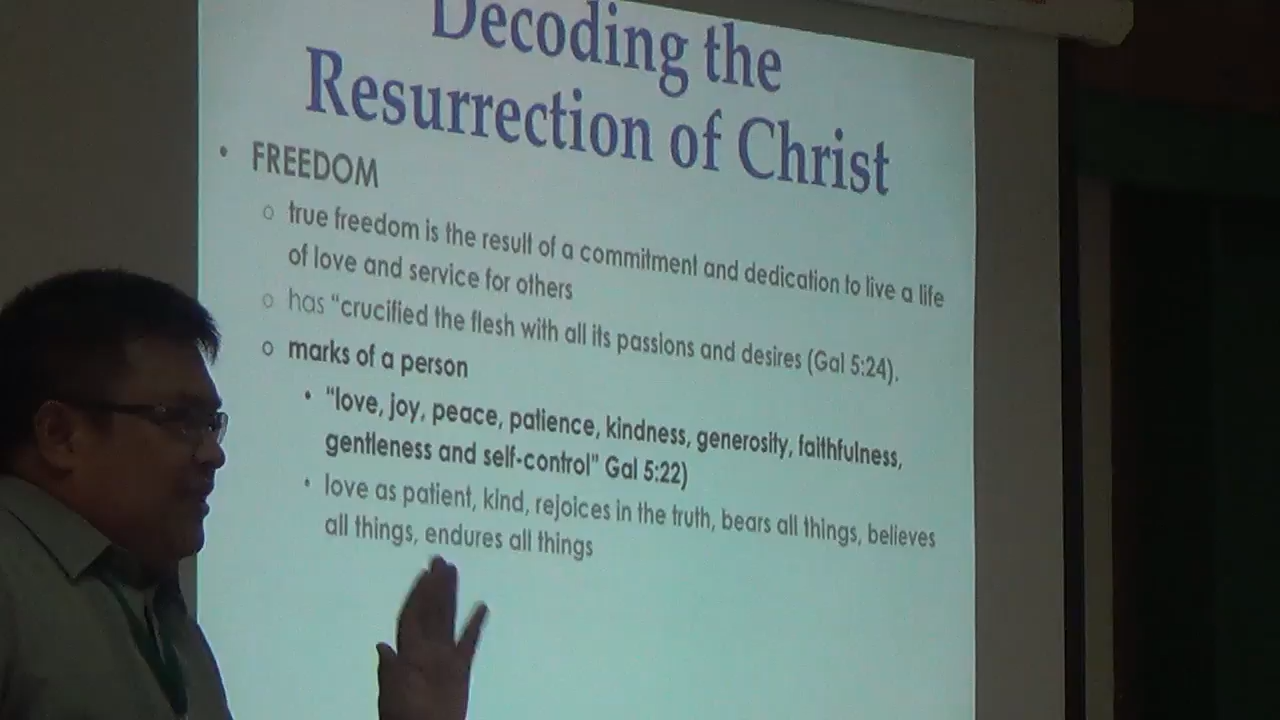 Decoding the
Resurrection of Christ
• FREEDOM
o true freedom is the result of a commitment and dedication to live a life
of love and service for others
o has “crucified the flesh with all its passions and desires (Gal 5:24).
o marks of a person
• “love, joy, peace, patience, kindness, generosity, faithfulness,
gentleness and self-control” Gal 5:22)
• love as patient, kind, rejoices in the truth, bears all things, believes
all things, endures all things